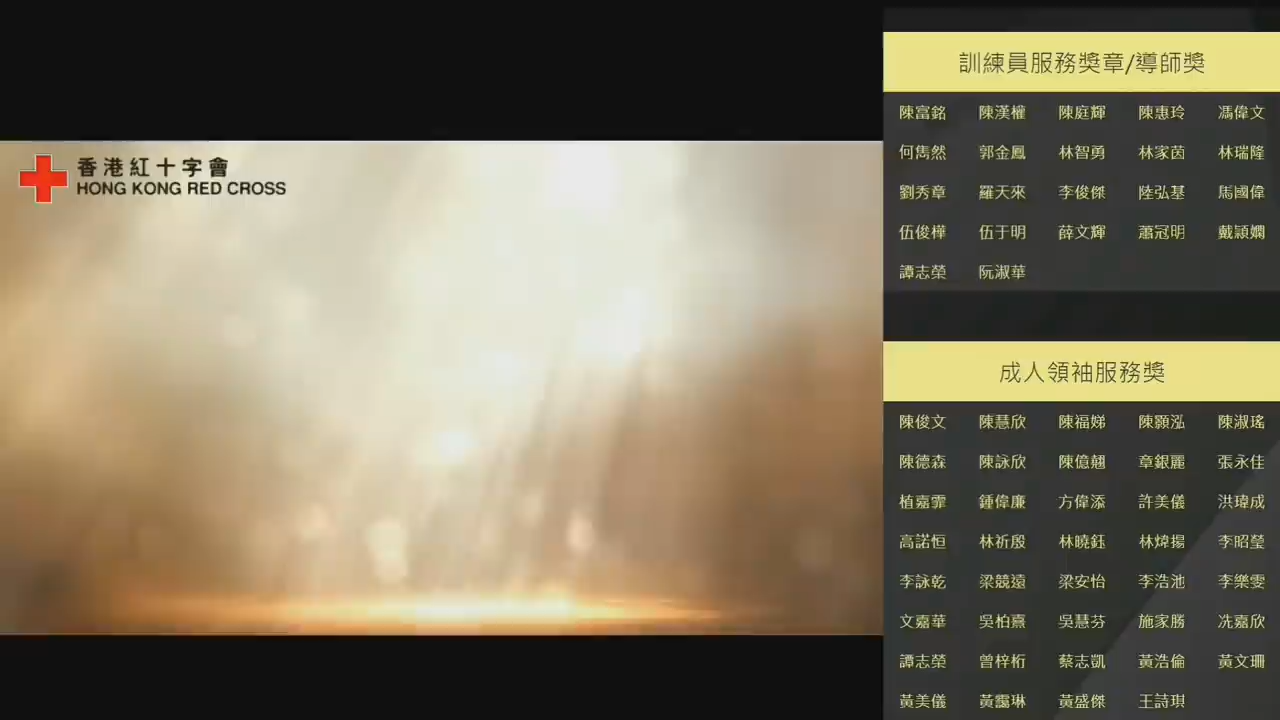 香港紅十字會
HONG KONG RED CROSS
訓練員服務獎章/導師獎
陳富銘 陳漢權 陳庭輝 陳惠玲 馮偉文
何雋然 郭金鳳 林智勇 林家茵 林瑞隆
劉秀章 羅天來 李俊傑 陸弘基 馬國偉
伍俊樺 伍于明 薛文輝 蕭冠明 戴穎嫻
譚志榮 阮淑華
成人領袖服務獎
陳俊文 陳慧欣 陳福娣 陳顥泓 陳淑瑤
陳德森 陳詠欣 陳億翹 章銀麗 張永佳
植嘉霏 鍾偉廉 方偉添 許美儀 洪瑋成
高諾恒 林祈殷 林曉鈺 林煒揚 李昭瑩
李詠乾 梁競遠 梁安怡 李浩池 李樂雯
文嘉華 吳柏熹 吳慧芬 施家勝 冼嘉欣
譚志榮 曾梓桁 蔡志凱 黃浩倫 黃文珊
黃美儀 黃靄琳 黃盛傑 王詩琪